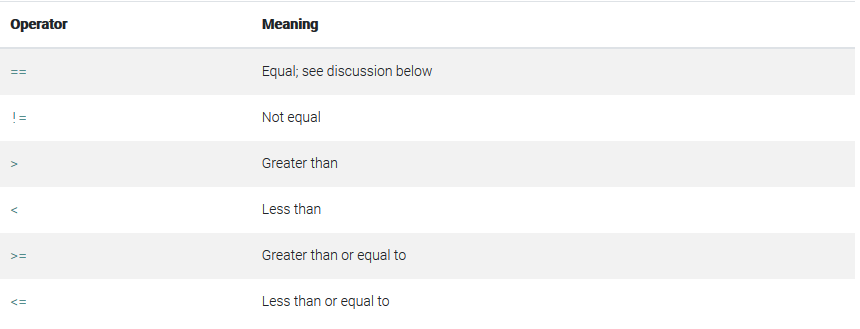 Operator Meaning
== Equal; see discussion below
!= Not equal
> Greater than
< Less than
>= Greater than or equal to
<= Less than or equal to